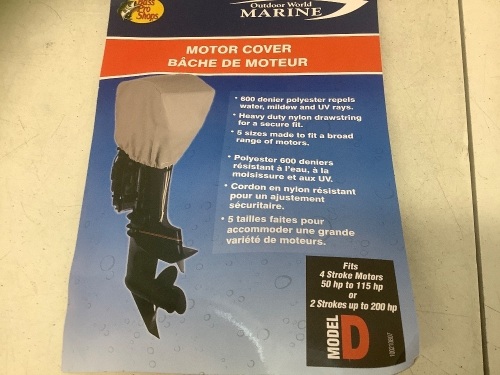 Bass
Pro
Shops
Outdoor World
MARINE
MOTOR COVER
BÂCHE DE MOTEUR
• 600 denier polyester repels
water, mildew and UV rays.
• Heavy duty nylon drawstring
for a secure fit.
• 5 sizes made to fit a broad
range of motors.
• Polyester 600 deniers
résistant à l'eau, à la
moisissure et aux UV.
• Cordon en nylon résistant
pour un ajustement
sécuritaire.
• 5 tailles faites pour
accommoder une grande
variété de moteurs.
Fits
4 Stroke Motors
50 hp to 115 hp
or
2 Strokes up to 200 hp
MODEL
D